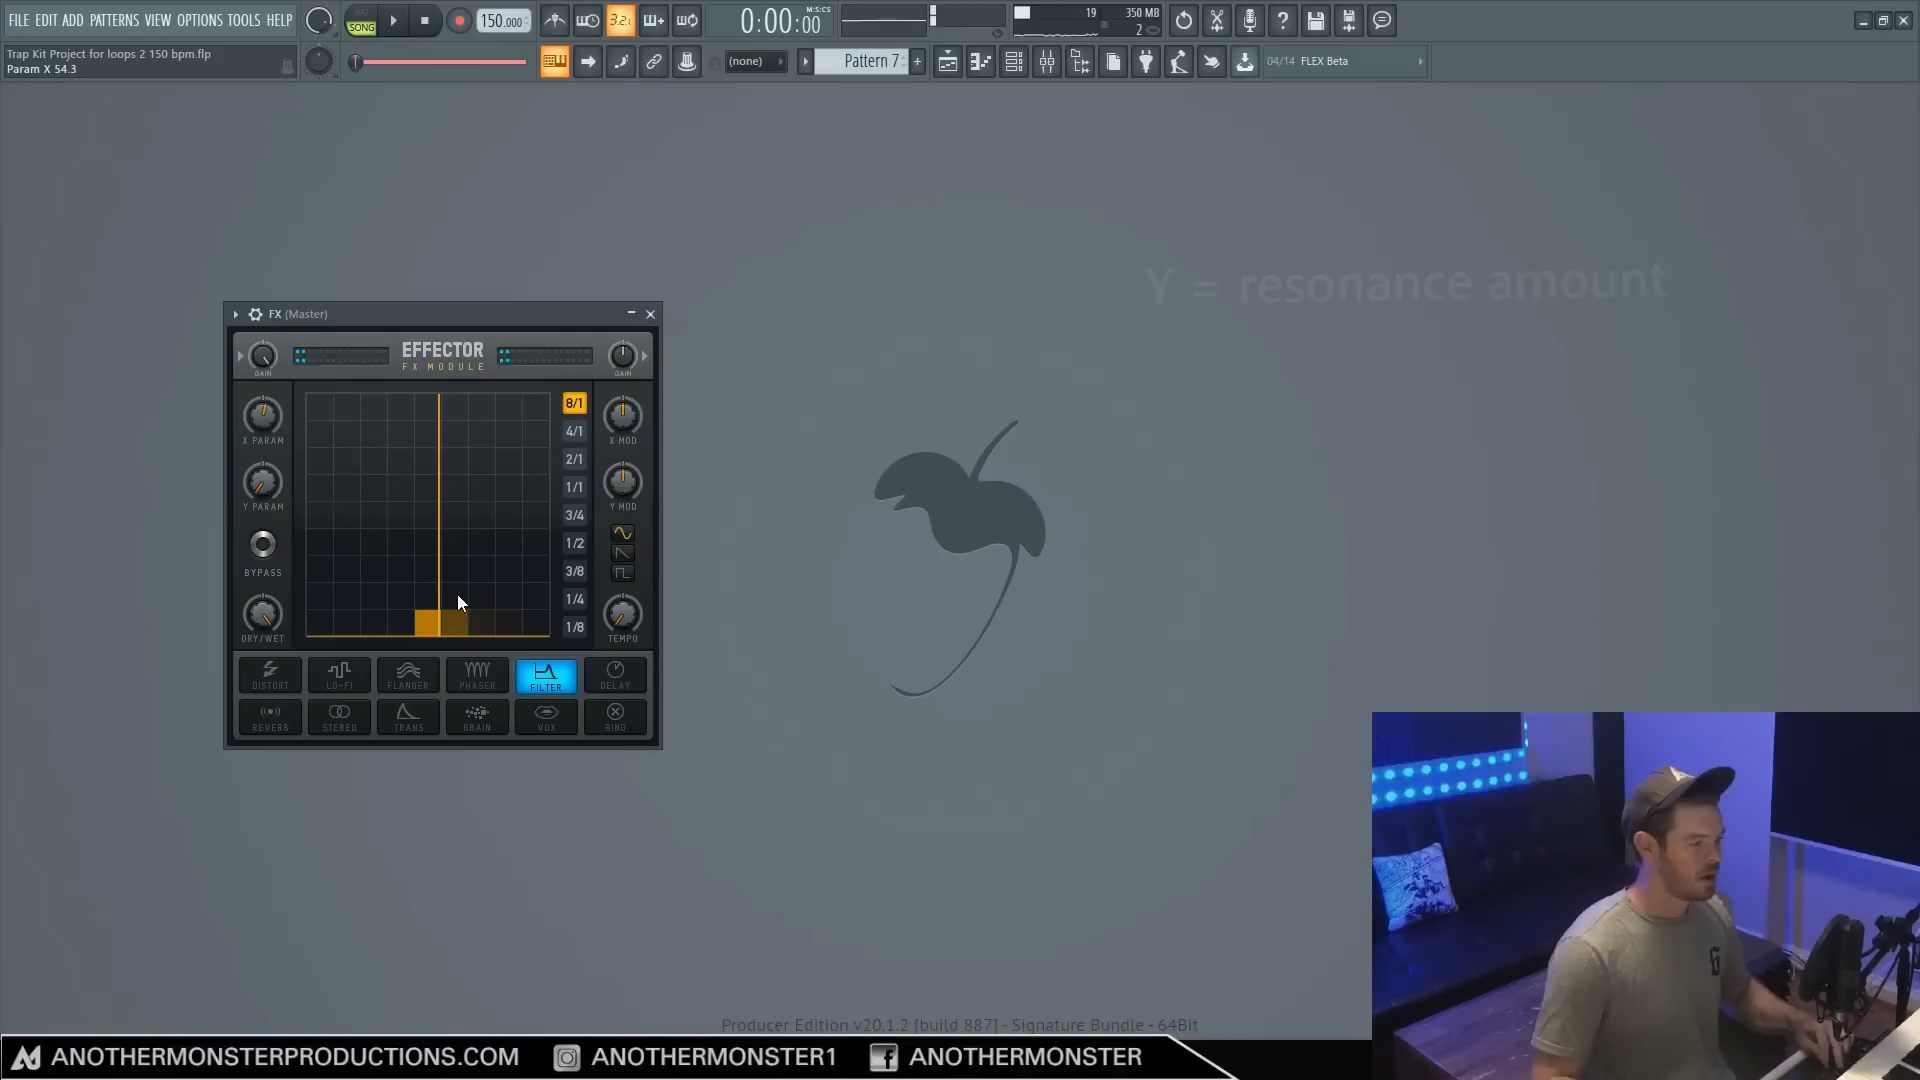 FILE EDIT ADD PATTERNS VIEW OPTIONS TOOLS HELP
PAT
SONG
150.000
3.2.
0:00:00
M:S:CS
19
350 MB
2
Trap Kit Project for loops 2 150 bpm.flp
Param X 54.3
(none)
Pattern 7
+
04/14 FLEX Beta
Y = resonance amount
FX (Master)
EFFECTOR
FX MODULE
GAIN
GAIN
X PARAM
Y PARAM
BYPASS
DRY/WET
8/1
4/1
2/1
1/1
3/4
1/2
3/8
1/4
1/8
X MOD
Y MOD
TEMPO
DISTORT
LO-FI
FLANGER
PHASER
FILTER
DELAY
REVERB
STEREO
TRANS
GRAIN
VOX
RING
Producer Edition v20.1.2 [build 887] - Signature Bundle - 64Bit
ANOTHERMONSTERPRODUCTIONS.COM
ANOTHERMONSTER1
ANOTHERMONSTER